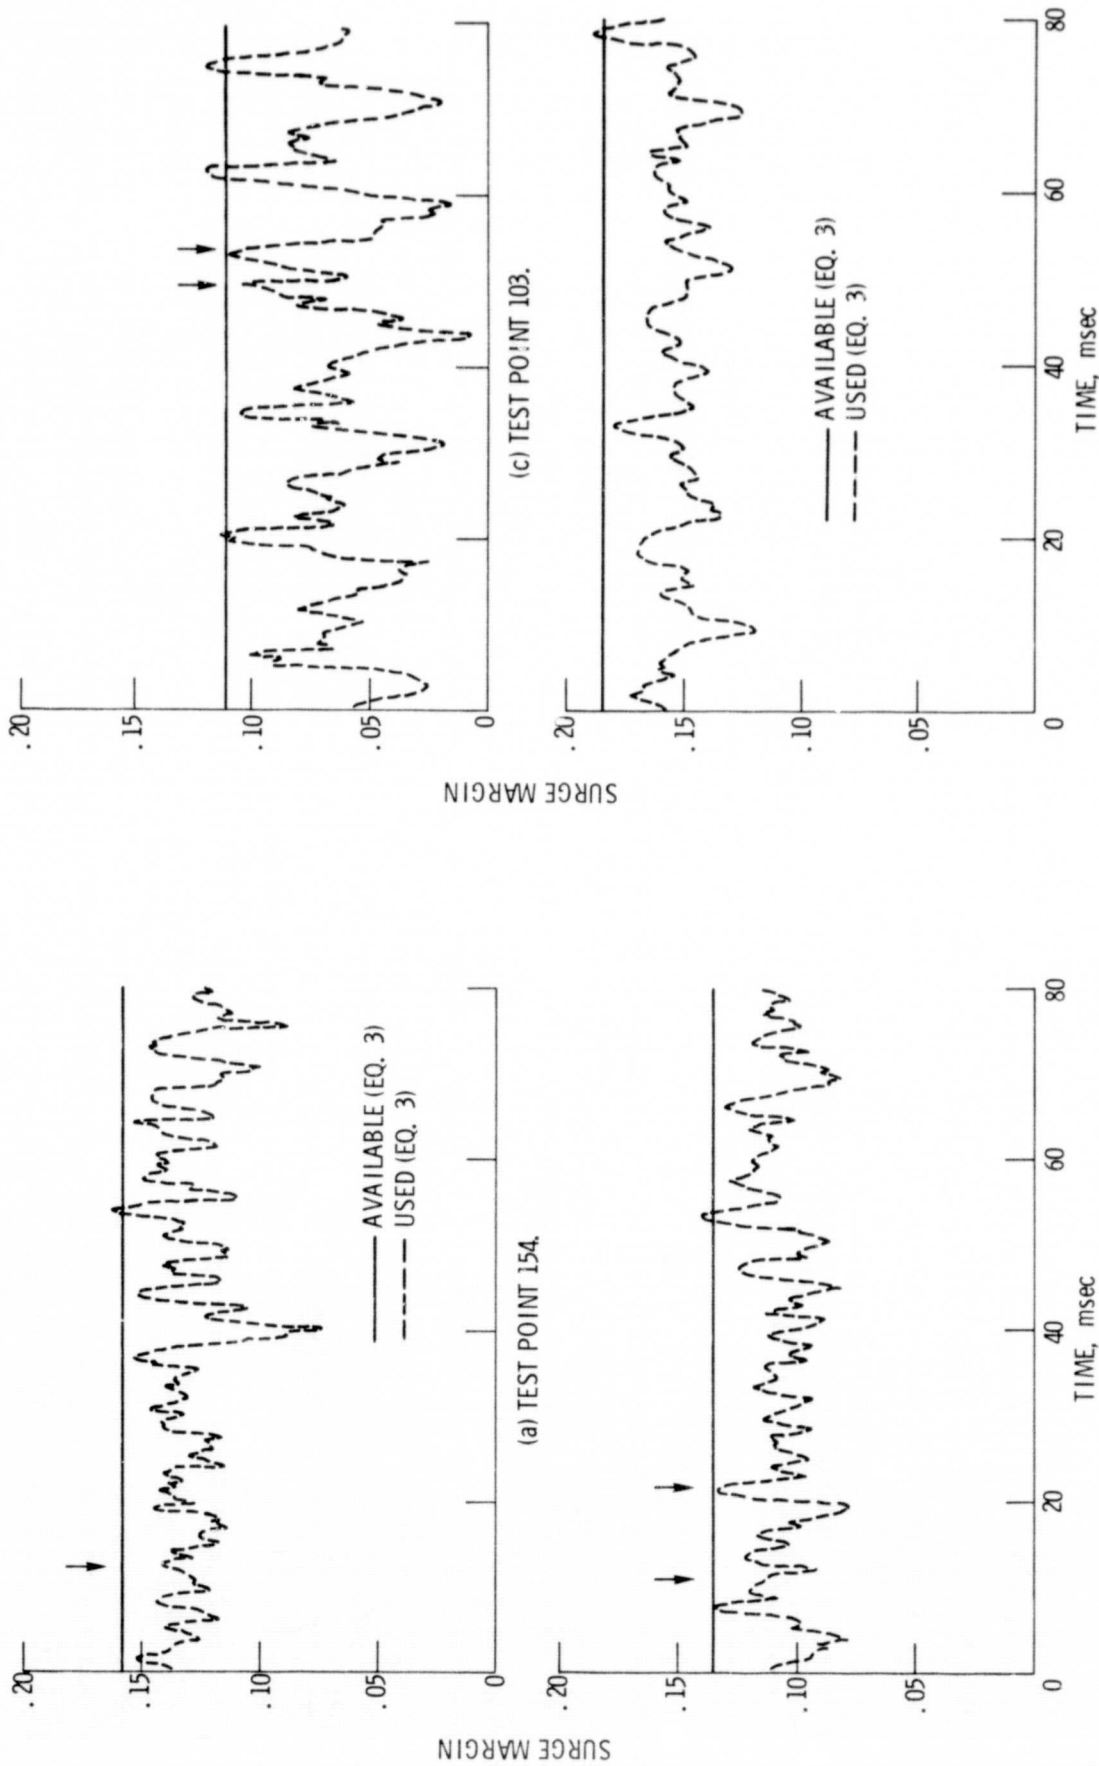 SURGE MARGIN
.20
.15
.10
.05
0
AVAILABLE (EQ. 3)
USED (EQ. 3)
(a) TEST POINT 154.
SURGE MARGIN
.20
.15
.10
.05
0
20
40
60
80
TIME, msec
.20
.15
.10
.05
0
(c) TEST POINT 103.
.20
.15
.10
.05
AVAILABLE (EQ. 3)
USED (EQ. 3)
0
20
40
60
80
TIME, msec